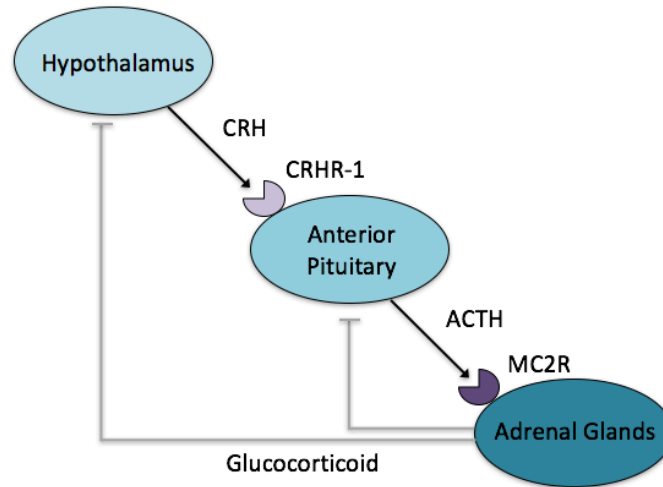 Hypothalamus
CRH
CRHR-1
Anterior
Pituitary
ACTH
MC2R
Adrenal Glands
Glucocorticoid